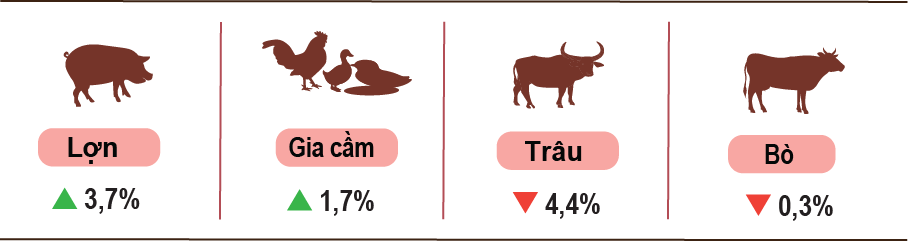 Lợn
Gia cầm
Trâu
Bò
3,7%
1,7%
4,4%
0,3%